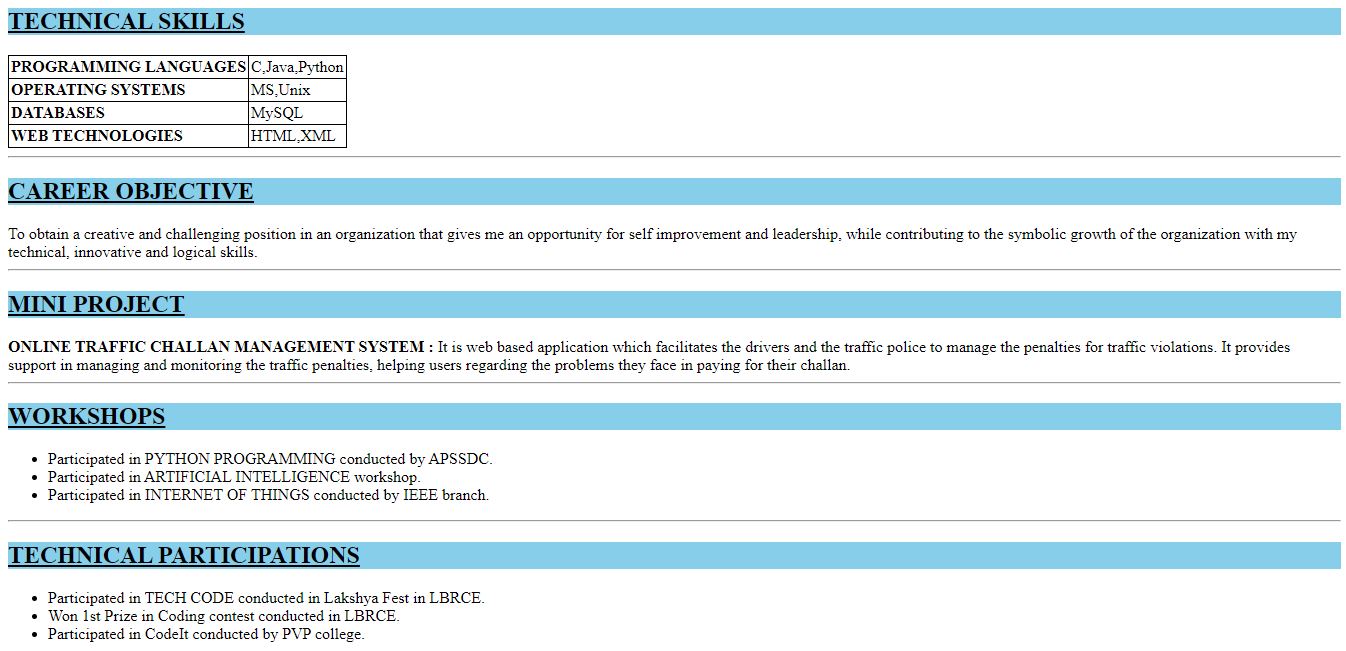 TECHNICAL SKILLS
PROGRAMMING LANGUAGES C,Java,Python
OPERATING SYSTEMS MS,Unix
DATABASES MySQL
WEB TECHNOLOGIES HTML,XML
CAREER OBJECTIVE
To obtain a creative and challenging position in an organization that gives me an opportunity for self improvement and leadership, while contributing to the symbolic growth of the organization with my
technical, innovative and logical skills.
MINI PROJECT
ONLINE TRAFFIC CHALLAN MANAGEMENT SYSTEM : It is web based application which facilitates the drivers and the traffic police to manage the penalties for traffic violations. It provides
support in managing and monitoring the traffic penalties, helping users regarding the problems they face in paying for their challan.
WORKSHOPS
• Participated in PYTHON PROGRAMMING conducted by APSSDC.
• Participated in ARTIFICIAL INTELLIGENCE workshop.
• Participated in INTERNET OF THINGS conducted by IEEE branch.
TECHNICAL PARTICIPATIONS
• Participated in TECH CODE conducted in Lakshya Fest in LBRCE.
• Won 1st Prize in Coding contest conducted in LBRCE.
• Participated in CodeIt conducted by PVP college.